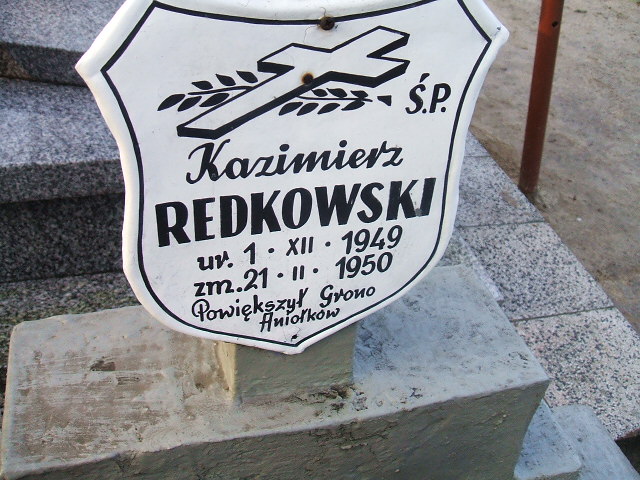 Ś.P.
Kazimierz
REDKOWSKI
ur. 1 · XII · 1949
zm. 21 · II · 1950
Powiększył Grono
Aniołków